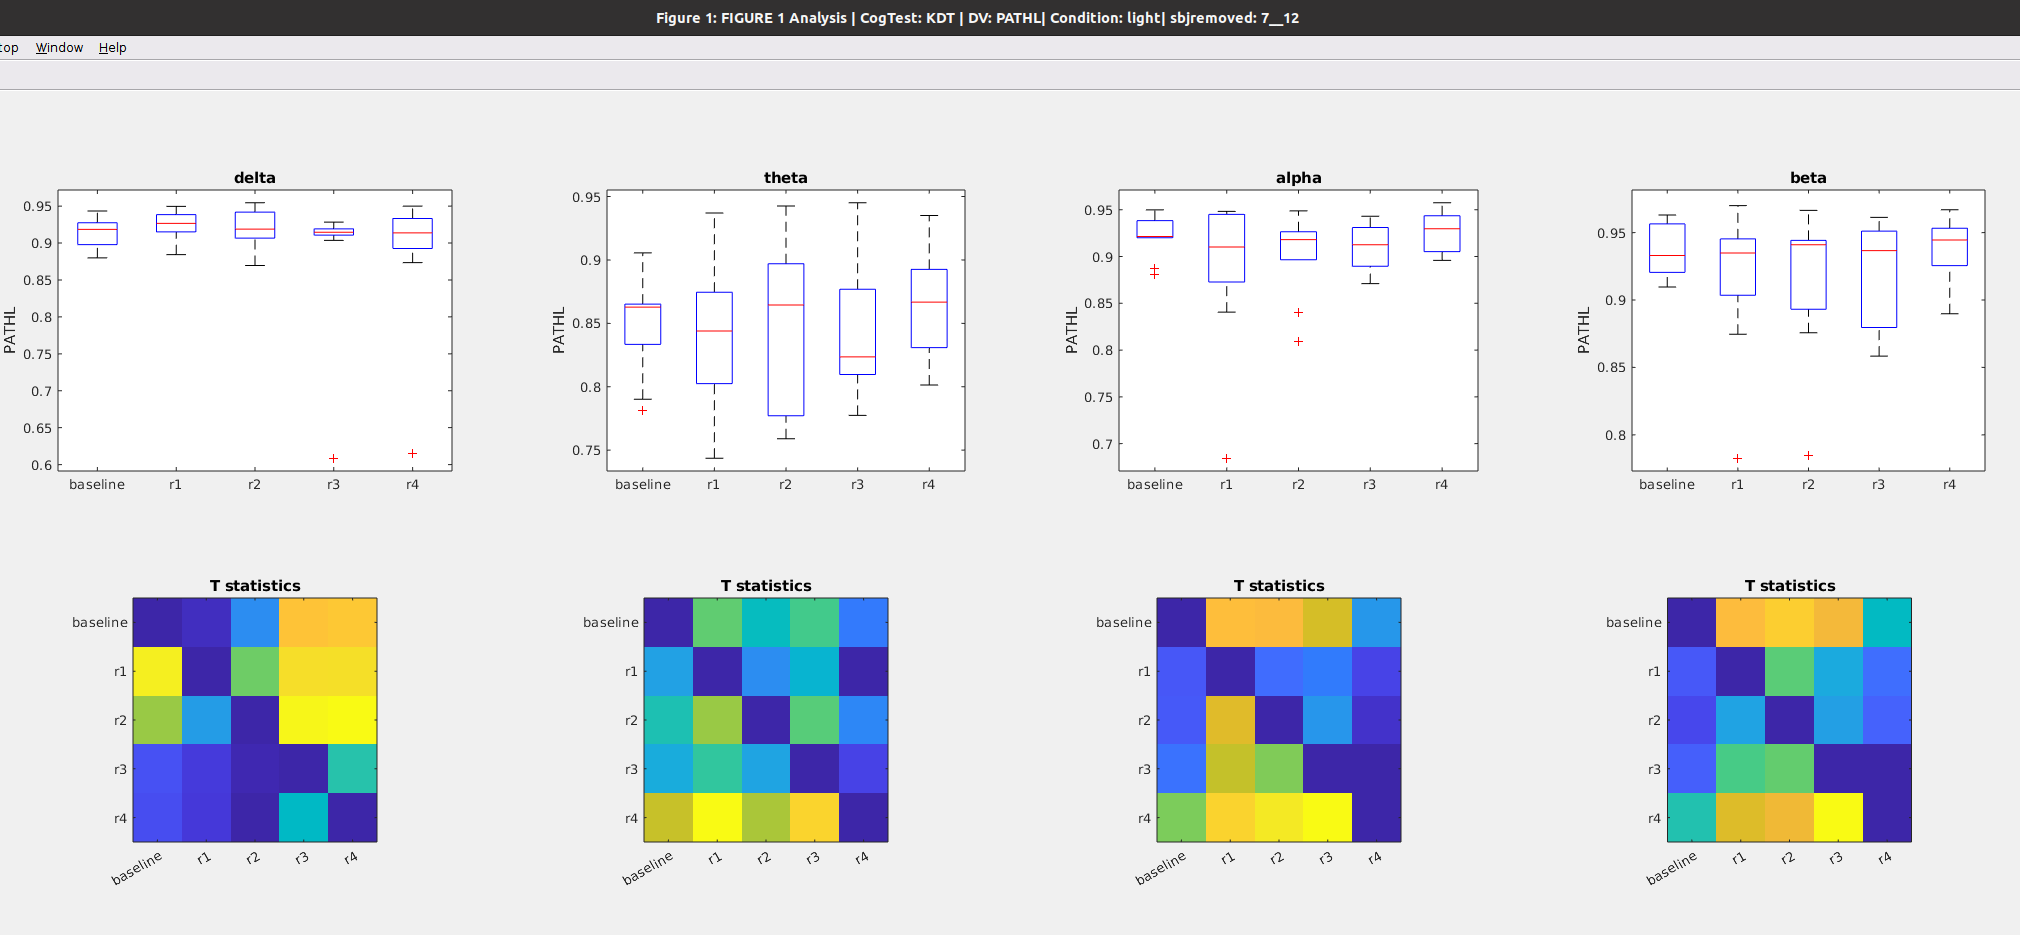 Figure 1: FIGURE 1 Analysis | CogTest: KDT | DV: PATHL| Condition: light| sbjremoved: 7__12
top Window Help
delta
0.95
0.9
0.85
0.8
0.75
0.7
0.65
0.6
PATHL
baseline r1 r2 r3 r4
theta
0.95
0.9
0.85
0.8
0.75
PATHL
baseline r1 r2 r3 r4
alpha
0.95
0.9
0.85
0.8
0.75
0.7
PATHL
baseline r1 r2 r3 r4
beta
0.95
0.9
0.85
0.8
PATHL
baseline r1 r2 r3 r4
T statistics
baseline
r1
r2
r3
r4
baseline r1 r2 r3 r4
T statistics
baseline
r1
r2
r3
r4
baseline r1 r2 r3 r4
T statistics
baseline
r1
r2
r3
r4
baseline r1 r2 r3 r4
T statistics
baseline
r1
r2
r3
r4
baseline r1 r2 r3 r4